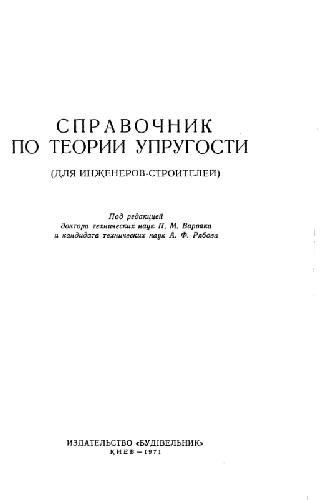 СПРАВОЧНИК
ПО ТЕОРИИ УПРУГОСТИ
(ДЛЯ ИНЖЕНЕРОВ-СТРОИТЕЛЕЙ)
Под редакцией
доктора технических наук П. М. Варвака
и кандидата технических наук А. Ф. Рябова
ИЗДАТЕЛЬСТВО «БУДІВЕЛЬНИК»
КИЕВ — 1971